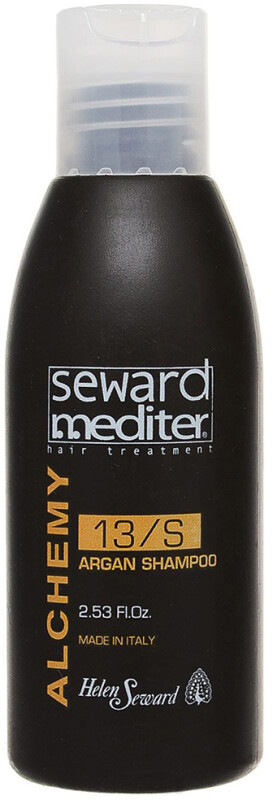 seward
mediter®
hair treatment
ALCHEMY
13/S
ARGAN SHAMPOO
2.53 Fl.Oz.
MADE IN ITALY
Helen Seward